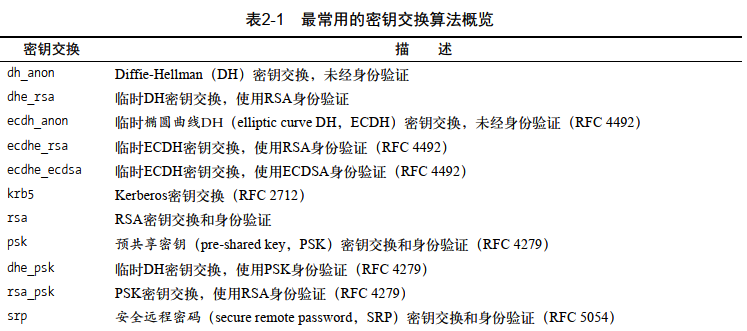 表2-1 最常用的密钥交换算法概览
密钥交换 描 述
dh_anon Diffie-Hellman（DH）密钥交换，未经身份验证
dhe_rsa 临时DH密钥交换，使用RSA身份验证
ecdh_anon 临时椭圆曲线DH（elliptic curve DH，ECDH）密钥交换，未经身份验证（RFC 4492）
ecdhe_rsa 临时ECDH密钥交换，使用RSA身份验证（RFC 4492）
ecdhe_ecdsa 临时ECDH密钥交换，使用ECDSA身份验证（RFC 4492）
krb5 Kerberos密钥交换（RFC 2712）
rsa RSA密钥交换和身份验证
psk 预共享密钥（pre-shared key，PSK）密钥交换和身份验证（RFC 4279）
dhe_psk 临时DH密钥交换，使用PSK身份验证（RFC 4279）
rsa_psk PSK密钥交换，使用RSA身份验证（RFC 4279）
srp 安全远程密码（secure remote password，SRP）密钥交换和身份验证（RFC 5054）